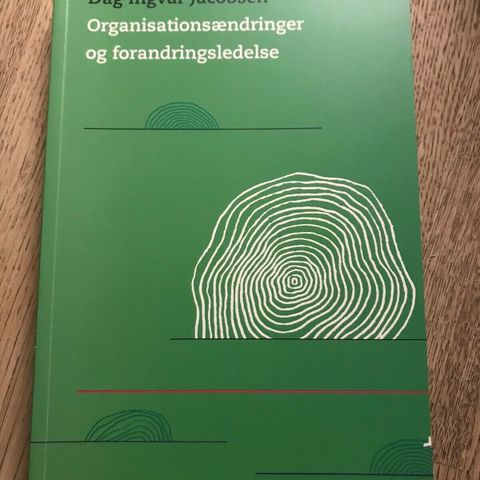 Dag Ingvar Jacobsen
Organisationsændringer
og forandringsledelse